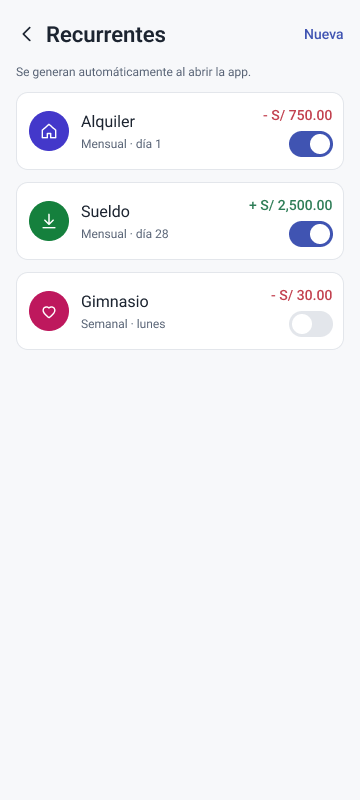 Recurrentes
Nueva
Se generan automáticamente al abrir la app.
Alquiler
- S/ 750.00
Mensual · día 1
Sueldo
+ S/ 2,500.00
Mensual · día 28
Gimnasio
- S/ 30.00
Semanal · lunes